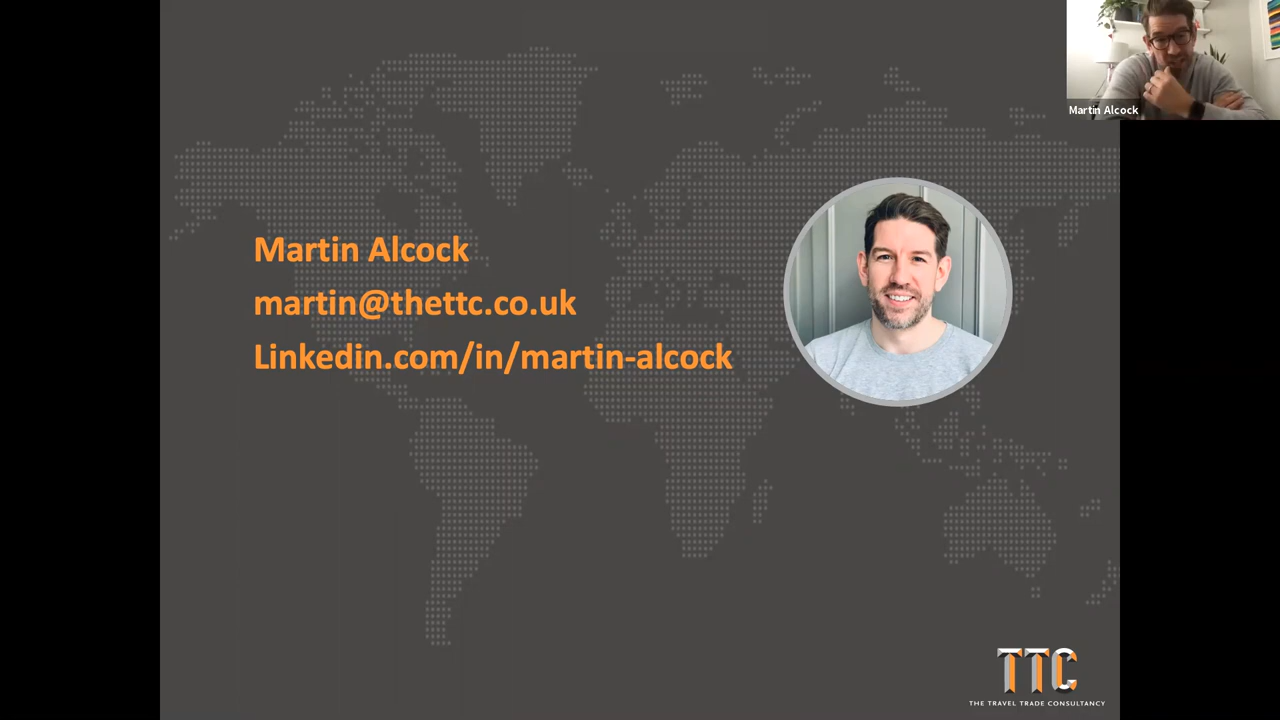 Martin Alcock
Martin Alcock
martin@thettc.co.uk
Linkedin.com/in/martin-alcock
TTC
THE TRAVEL TRADE CONSULTANCY